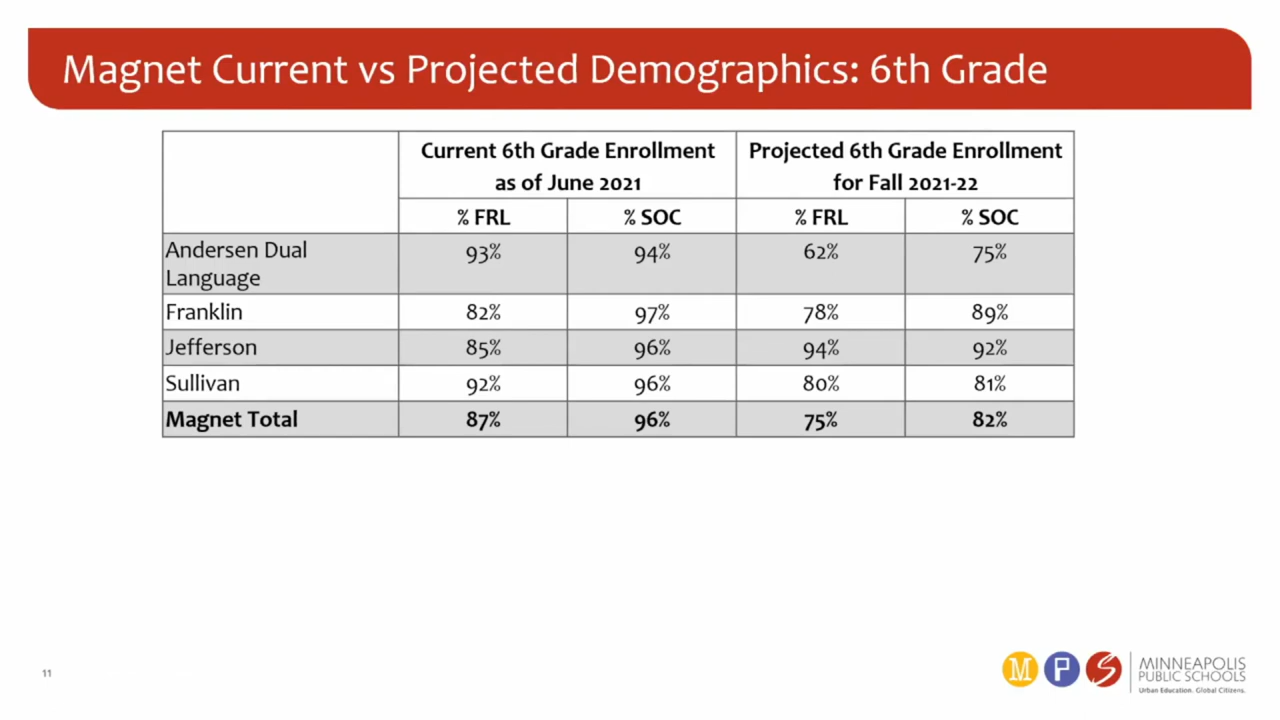 Magnet Current vs Projected Demographics: 6th Grade
Current 6th Grade Enrollment
as of June 2021
Projected 6th Grade Enrollment
for Fall 2021-22
% FRL % SOC % FRL % SOC
Andersen Dual
Language 93% 94% 62% 75%
Franklin 82% 97% 78% 89%
Jefferson 85% 96% 94% 92%
Sullivan 92% 96% 80% 81%
Magnet Total 87% 96% 75% 82%
11
M P S
MINNEAPOLIS
PUBLIC SCHOOLS
Urban Education. Global Citizens.